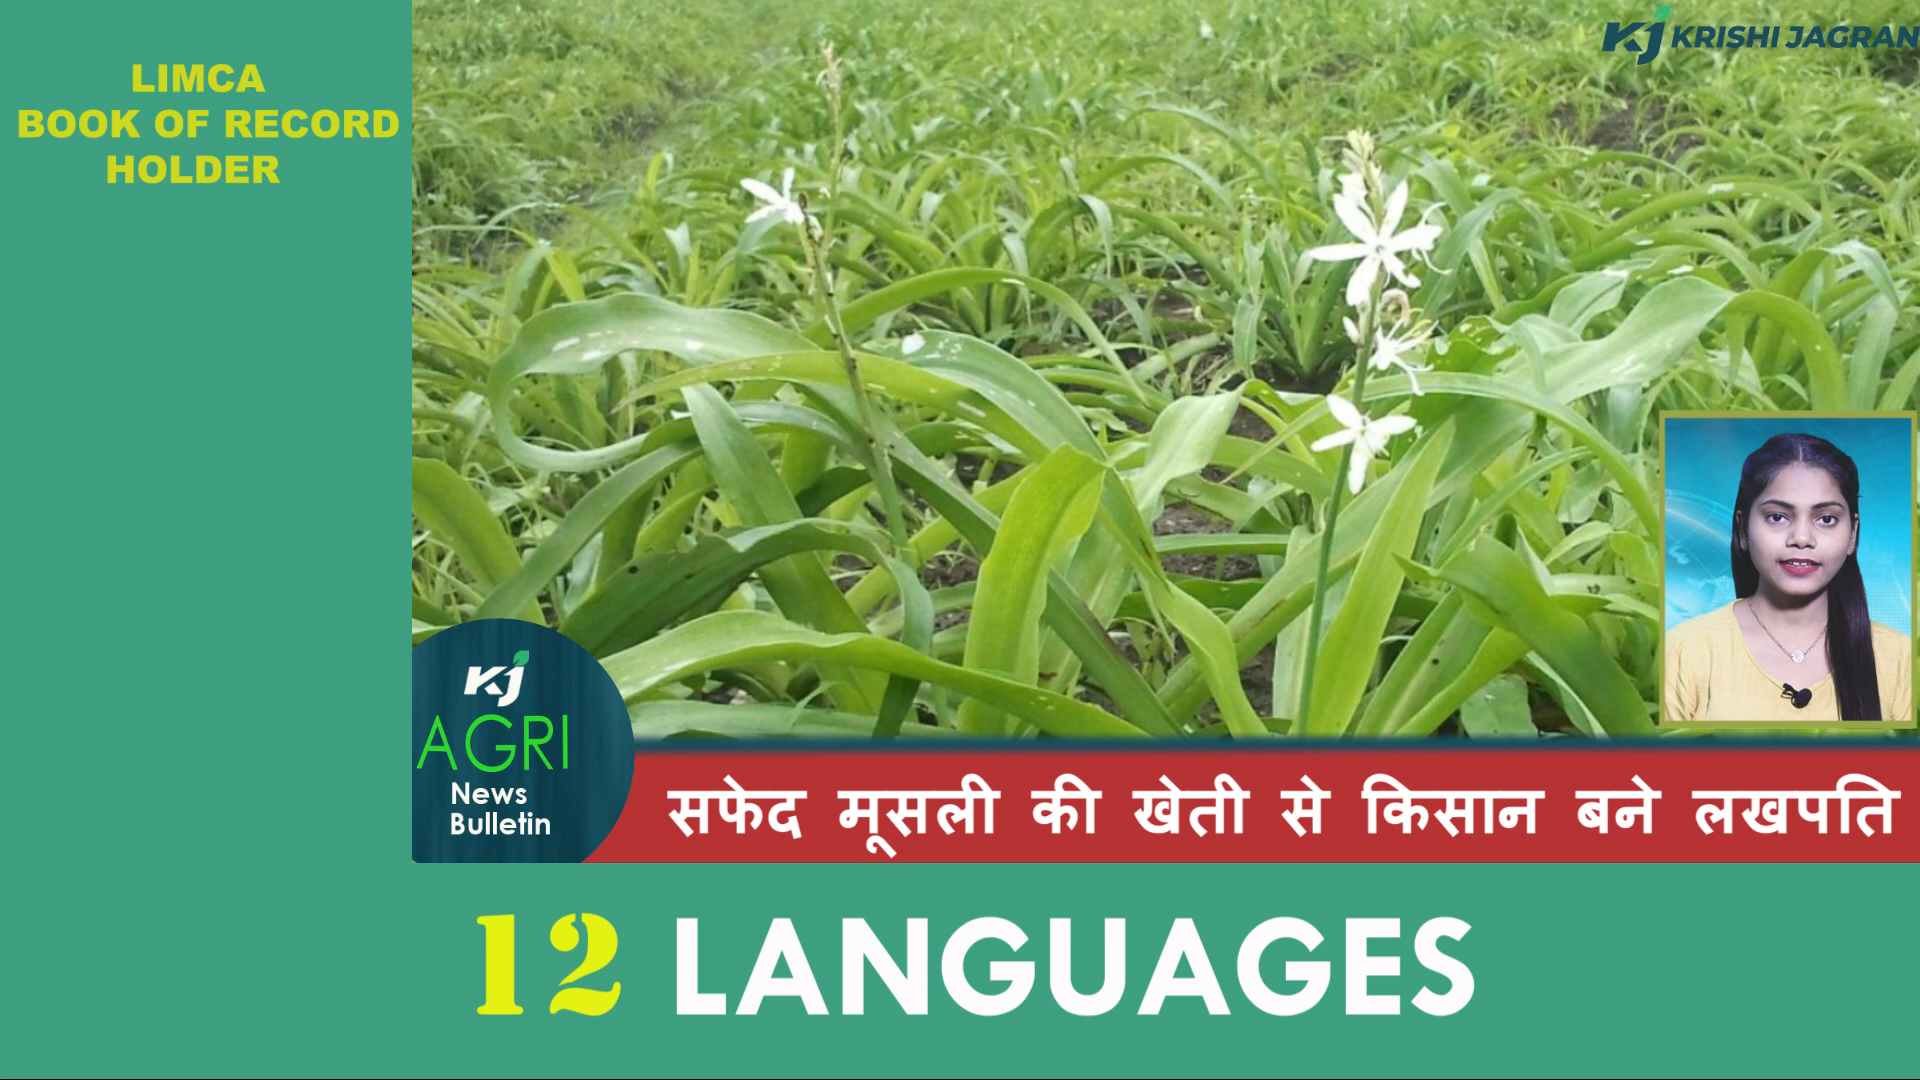 LIMCA
BOOK OF RECORD
HOLDER
KJ KRISHI JAGRAN
KJ
AGRI
News
Bulletin
सफेद मूसली की खेती से किसान बने लखपति
12 LANGUAGES